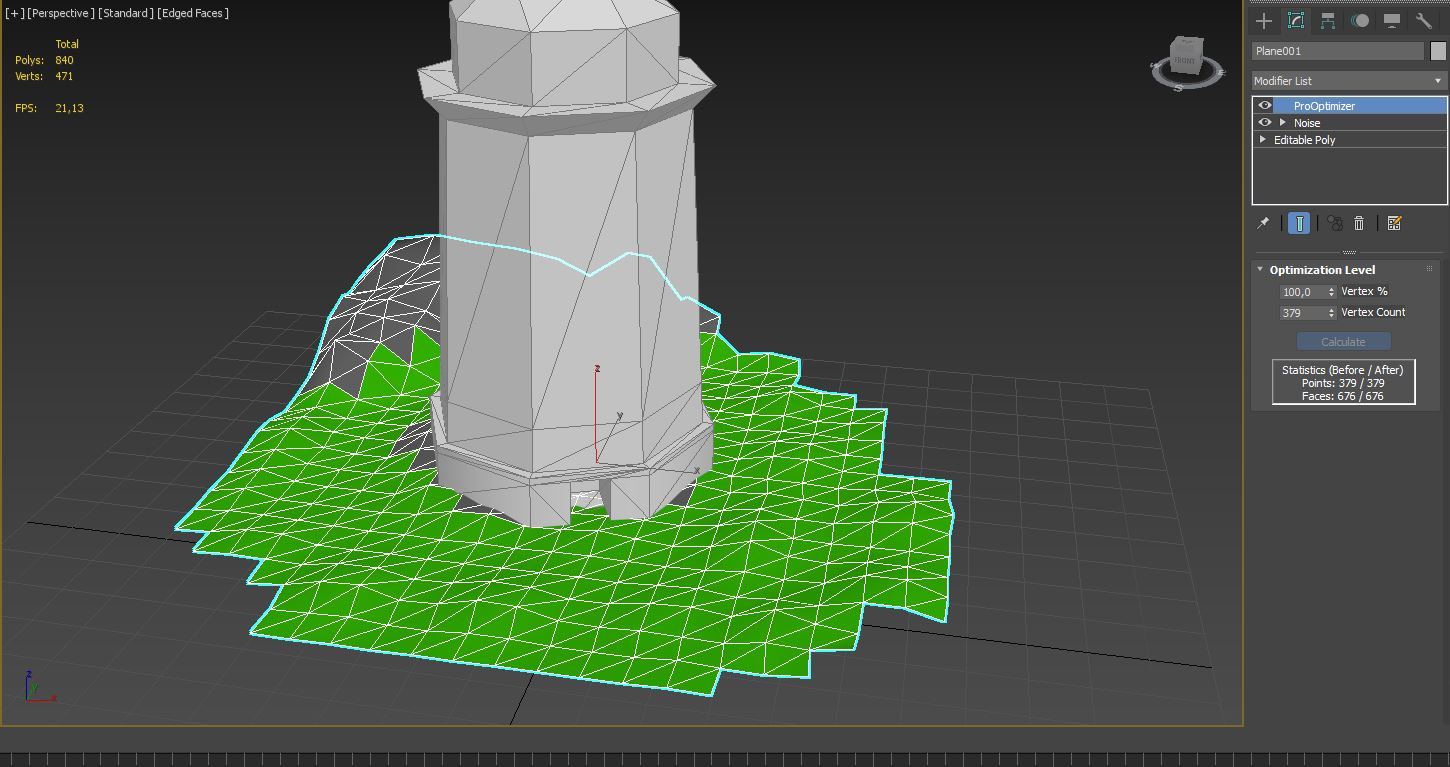 [+] [Perspective ] [Standard ] [Edged Faces ]
Total
Polys: 840
Verts: 471
FPS: 21,13
FRONT
S
z
y
x
z
y
x
Plane001
Modifier List
ProOptimizer
Noise
Editable Poly
Optimization Level
100,0 Vertex %
379 Vertex Count
Calculate
Statistics (Before / After)
Points: 379 / 379
Faces: 676 / 676